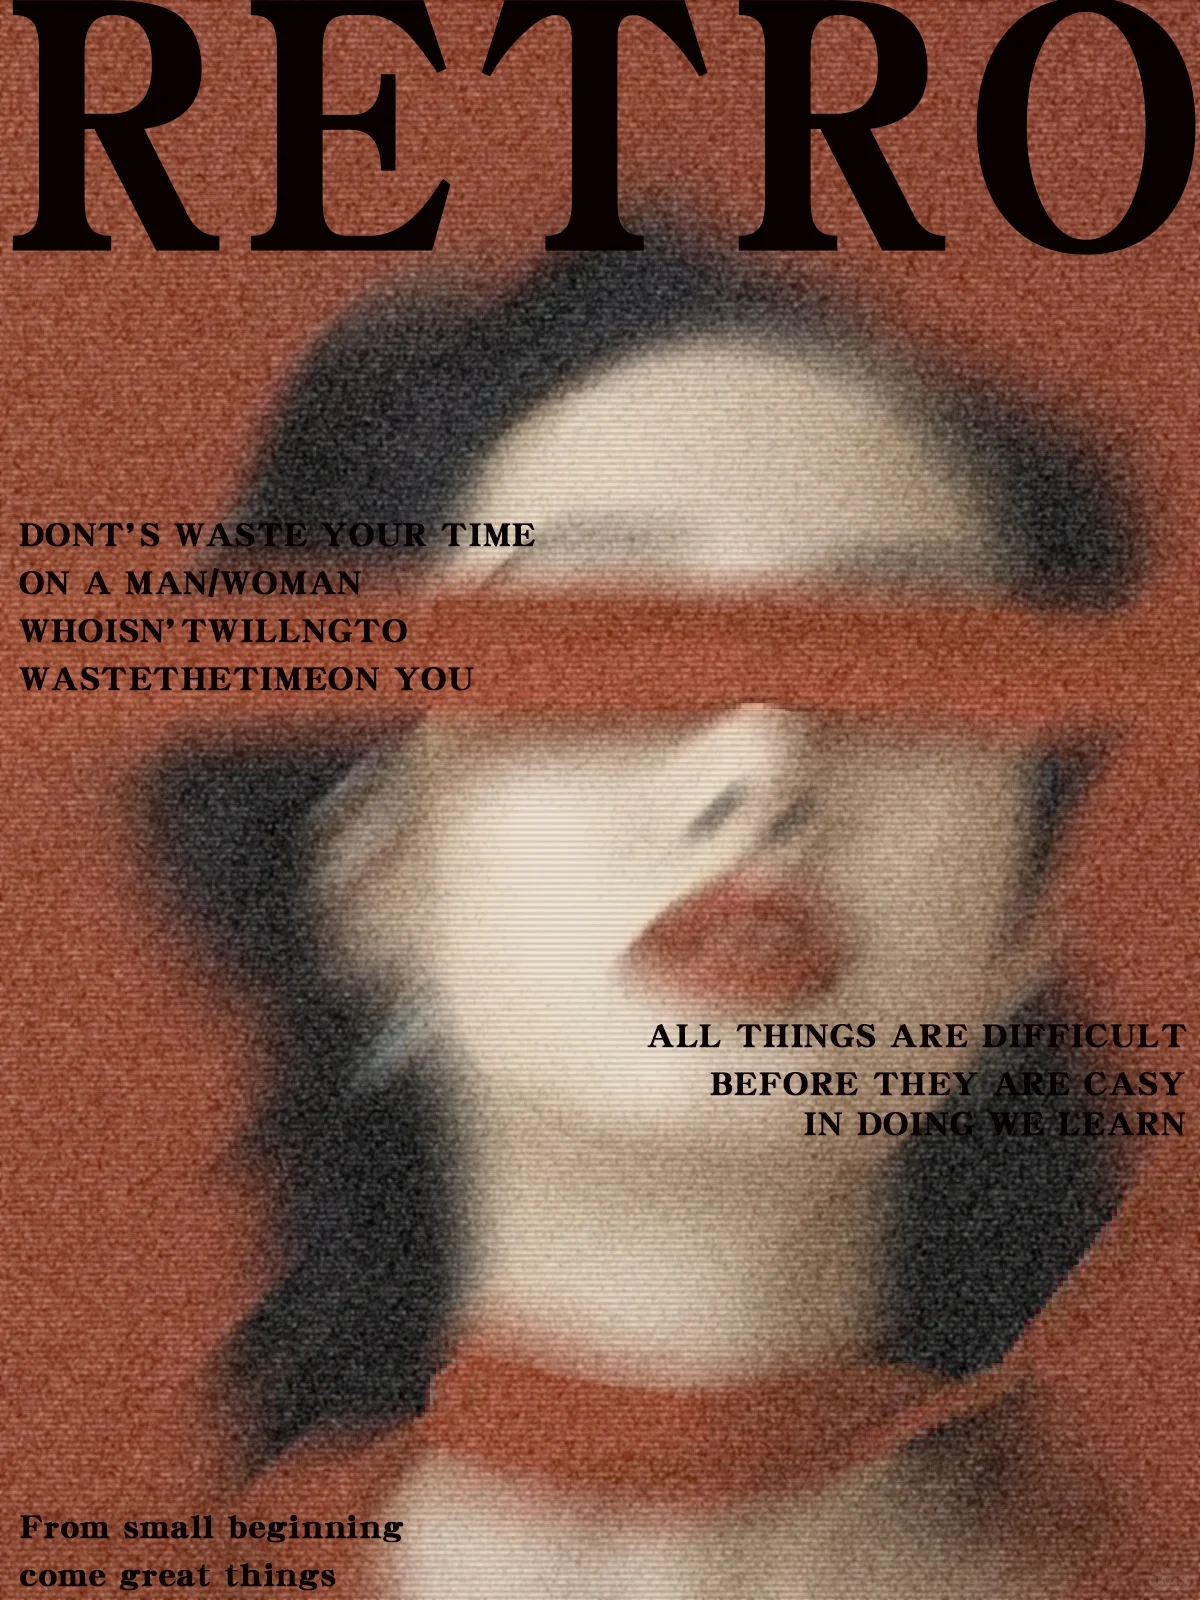 RETRO
DONT'S WASTE YOUR TIME
ON A MAN/WOMAN
WHOISN'TWILLNGTO
WASTETHETIMEON YOU
ALL THINGS ARE DIFFICULT
BEFORE THEY ARE CASY
IN DOING WE LEARN
From small beginning
come great things